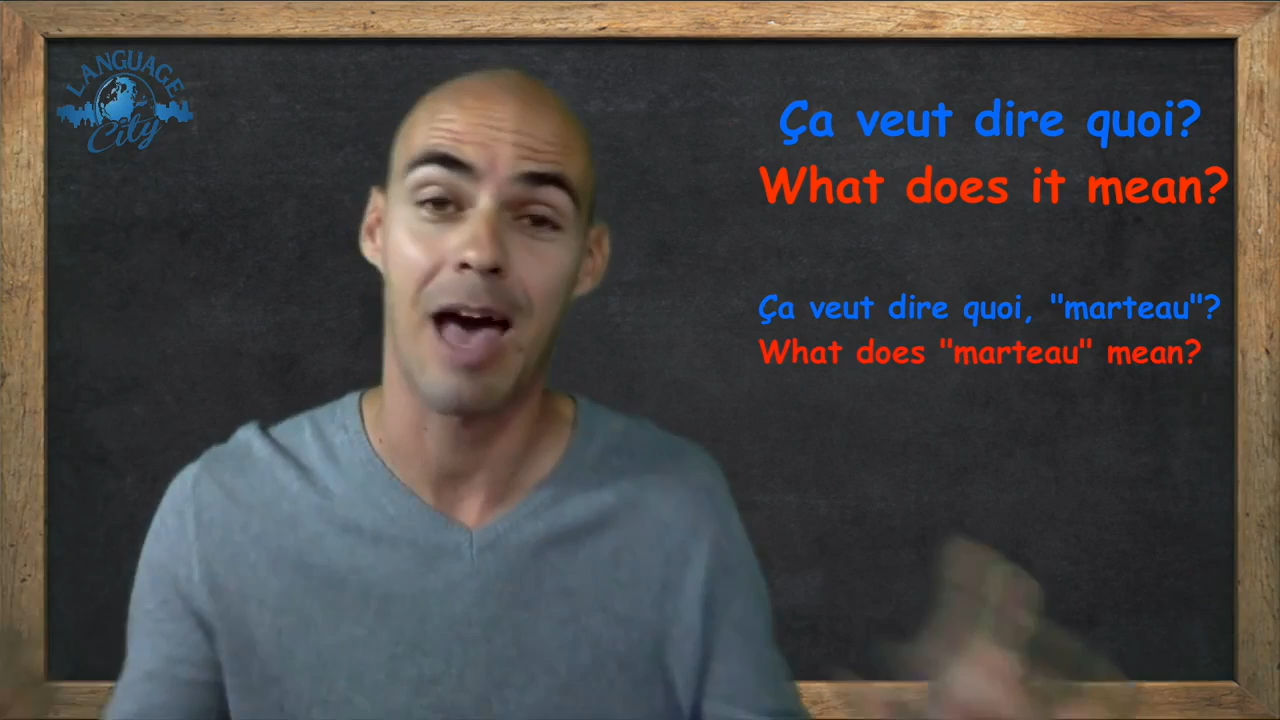 LANGUAGE
City
Ça veut dire quoi?
What does it mean?
Ça veut dire quoi, "marteau"?
What does "marteau" mean?